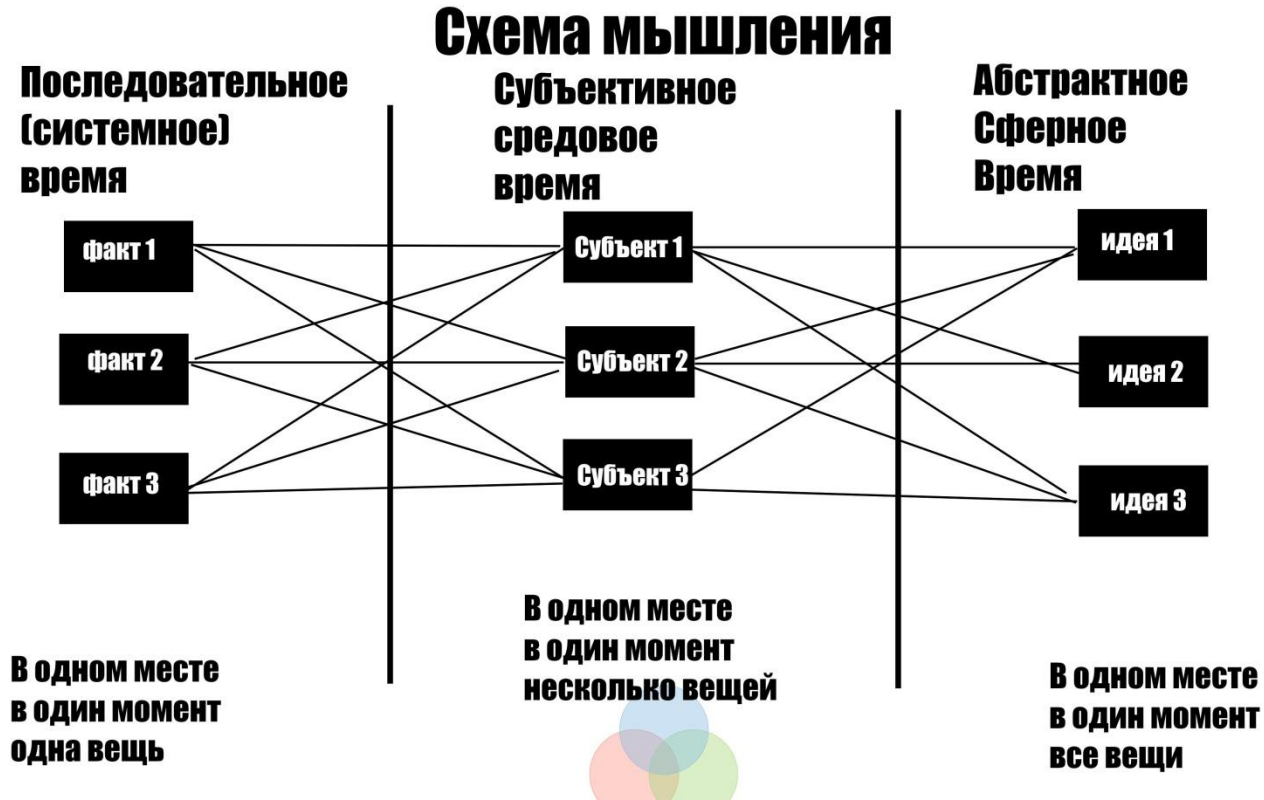 Схема мышления
Последовательное
(системное)
время
Субъективное
средовое
время
Абстрактное
Сферное
Время
факт 1
Субъект 1
идея 1
факт 2
Субъект 2
идея 2
факт 3
Субъект 3
идея 3
В одном месте
в один момент
одна вещь
В одном месте
в один момент
несколько вещей
В одном месте
в один момент
все вещи